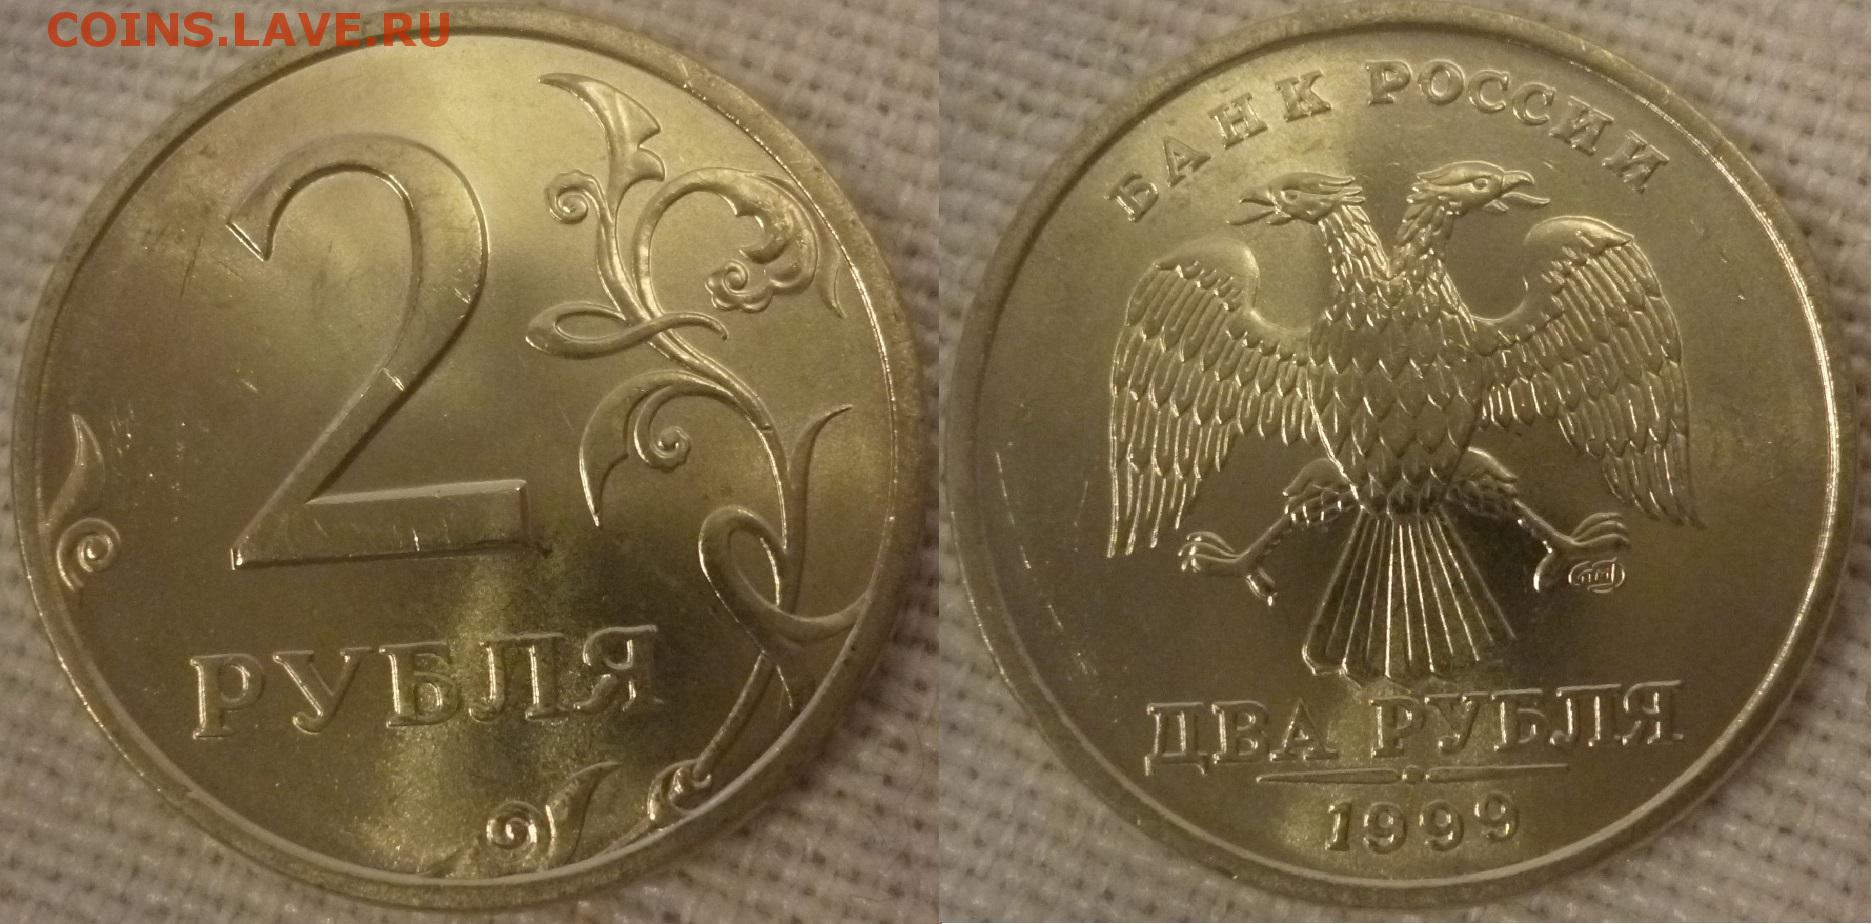 COINS.LAVE.RU
2
РУБЛЯ
БАНК РОССИИ
ДВА РУБЛЯ
1999